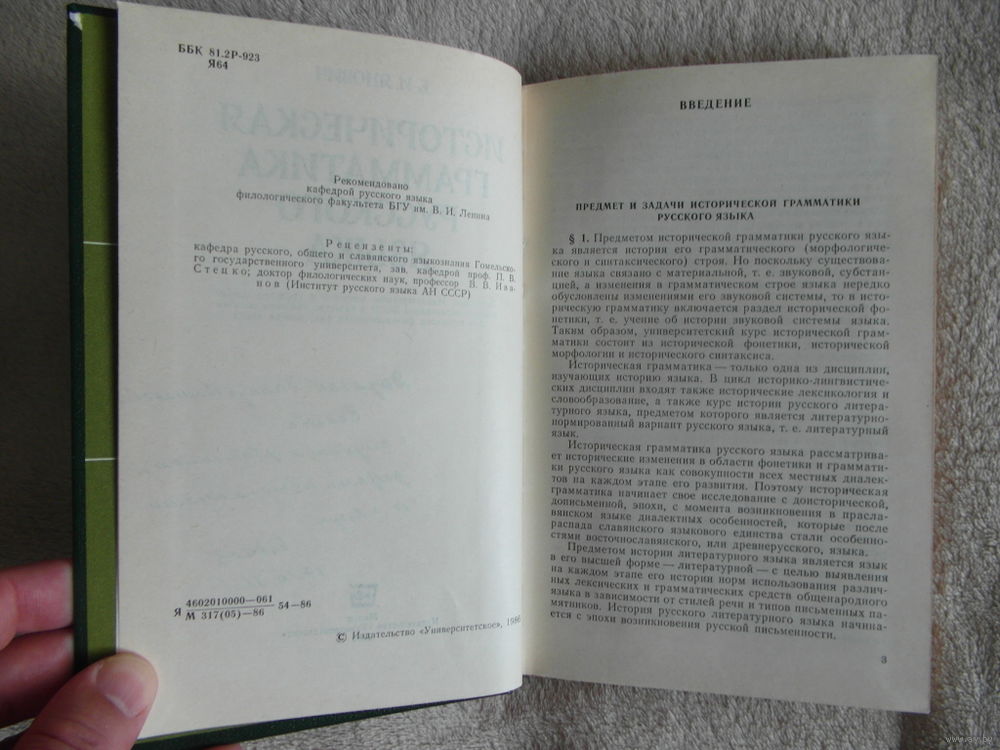 ББК 81.2Р-923
Я64
Рекомендовано
кафедрой русского языка
филологического факультета БГУ им. В. И. Ленина
Рецензенты:
кафедра русского, общего и славянского языкознания Гомельско-
го государственного университета, зав. кафедрой проф. П. В.
Стецко; доктор филологических наук, профессор В. В. Ива-
нов (Институт русского языка АН СССР)
Я 4602010000—061
М 317(05)—86 54—86
© Издательство «Университетское», 1986
ВВЕДЕНИЕ
ПРЕДМЕТ И ЗАДАЧИ ИСТОРИЧЕСКОЙ ГРАММАТИКИ
РУССКОГО ЯЗЫКА
§ 1. Предметом исторической грамматики русского язы-
ка является история его грамматического (морфологиче-
ского и синтаксического) строя. Но поскольку существова-
ние языка связано с материальной, т. е. звуковой, субстан-
цией, а изменения в грамматическом строе языка нередко
обусловлены изменениями его звуковой системы, то в исто-
рическую грамматику включается раздел исторической фо-
нетики, т. е. учение об истории звуковой системы языка.
Таким образом, университетский курс исторической грам-
матики состоит из исторической фонетики, исторической
морфологии и исторического синтаксиса.
Историческая грамматика — только одна из дисциплин,
изучающих историю языка. В цикл историко-лингвистиче-
ских дисциплин входят также исторические лексикология и
словообразование, а также курс истории русского литера-
турного языка, предметом которого является литературно-
нормированный вариант русского языка, т. е. литературный
язык.
Историческая грамматика русского языка рассматрива-
ет исторические изменения в области фонетики и граммати-
ки русского языка как совокупности всех местных диалек-
тов на каждом этапе его развития. Поэтому историческая
грамматика начинает свое исследование с доисторической,
дописьменной, эпохи, с момента возникновения в прасла-
вянском языке диалектных особенностей, которые после
распада славянского языкового единства стали особенно-
стями восточнославянского, или древнерусского, языка.
Предметом истории литературного языка является язык
в его высшей форме — литературной — с целью выявления
на каждом этапе его истории норм использования различ-
ных лексических и грамматических средств общенародного
языка в зависимости от стилей речи и типов письменных па-
мятников. История русского литературного языка начина-
ется с эпохи возникновения русской письменности.
3